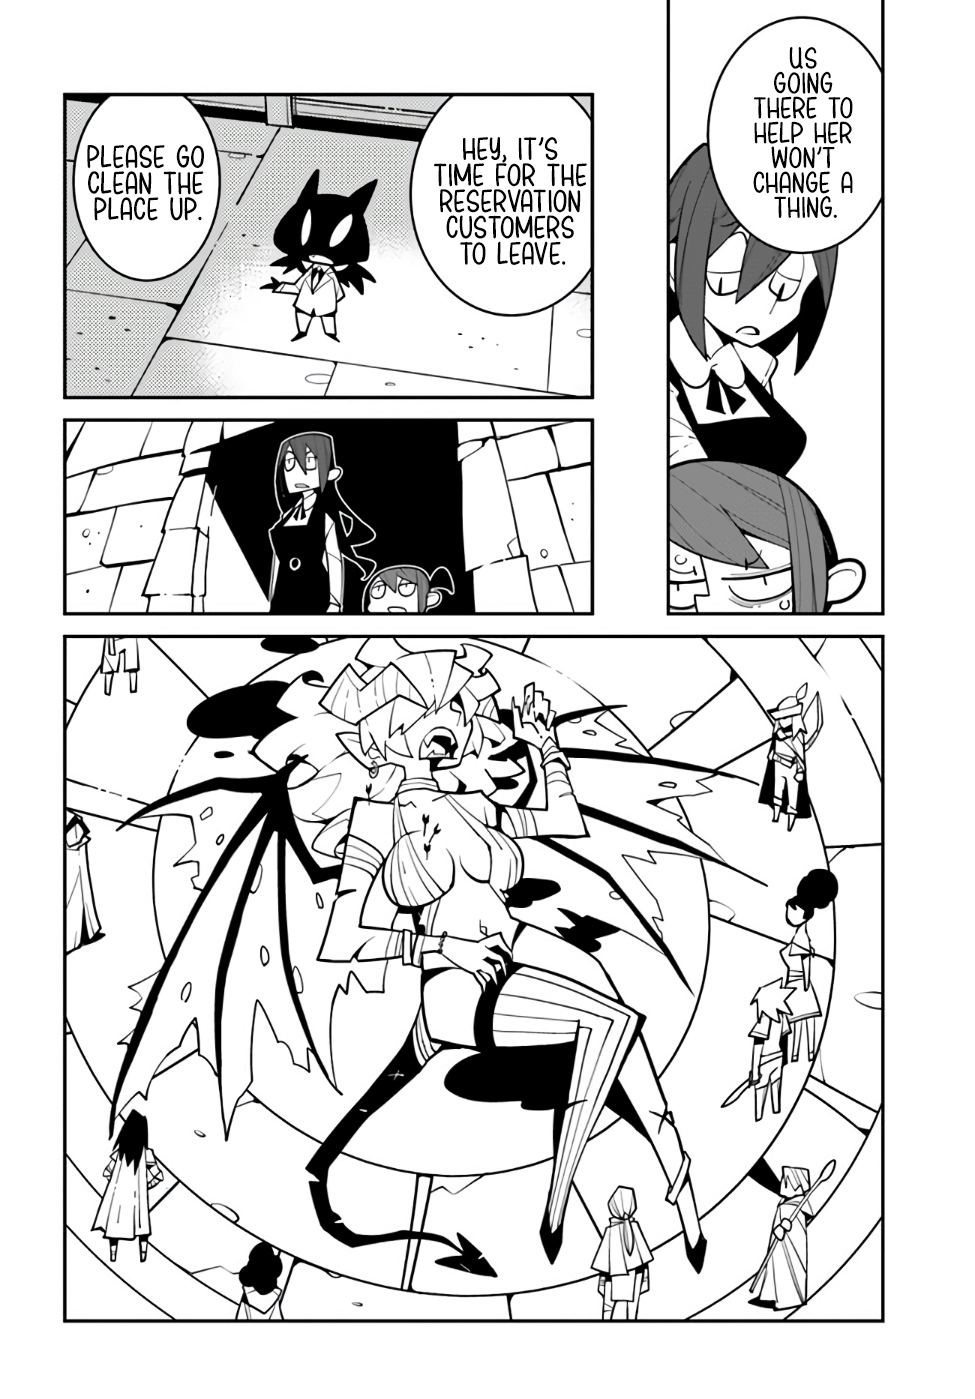 US
GOING
THERE TO
HELP HER
WON'T
CHANGE A
THING.
HEY, IT'S
TIME FOR THE
RESERVATION
CUSTOMERS
TO LEAVE.
PLEASE GO
CLEAN THE
PLACE UP.